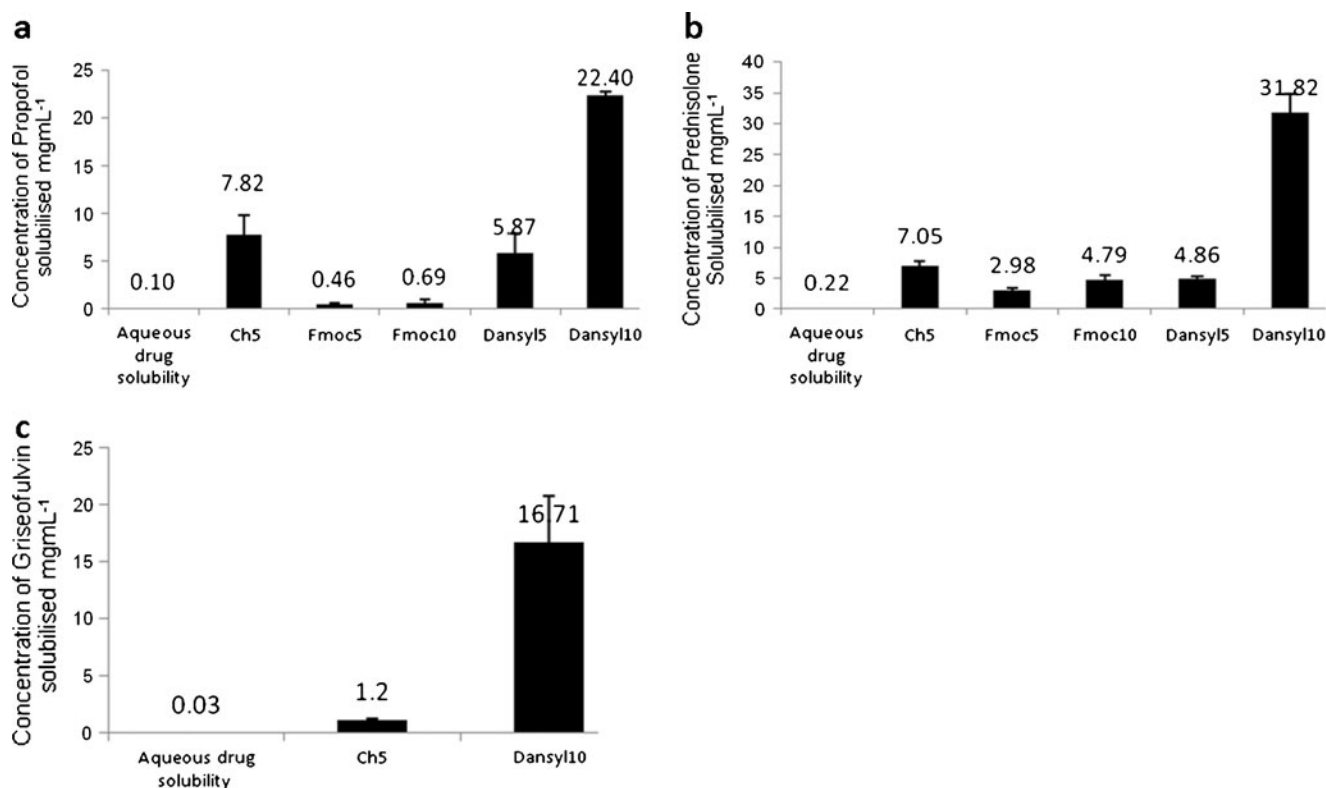 a
Concentration of Propofol
solubilised mgmL⁻¹
25
20
15
10
5
0
0.10
7.82
0.46
0.69
5.87
22.40
Aqueous
drug
solubility
Ch5
Fmoc5
Fmoc10
Dansyl5
Dansyl10
b
Concentration of Prednisolone
Solulubilised mgmL⁻¹
40
35
30
25
20
15
10
5
0
0.22
7.05
2.98
4.79
4.86
31.82
Aqueous
drug
solubility
Ch5
Fmoc5
Fmoc10
Dansyl5
Dansyl10
c
Concentration of Griseofulvin
solubilised mgmL⁻¹
25
20
15
10
5
0
0.03
1.2
16.71
Aqueous drug
solubility
Ch5
Dansyl10